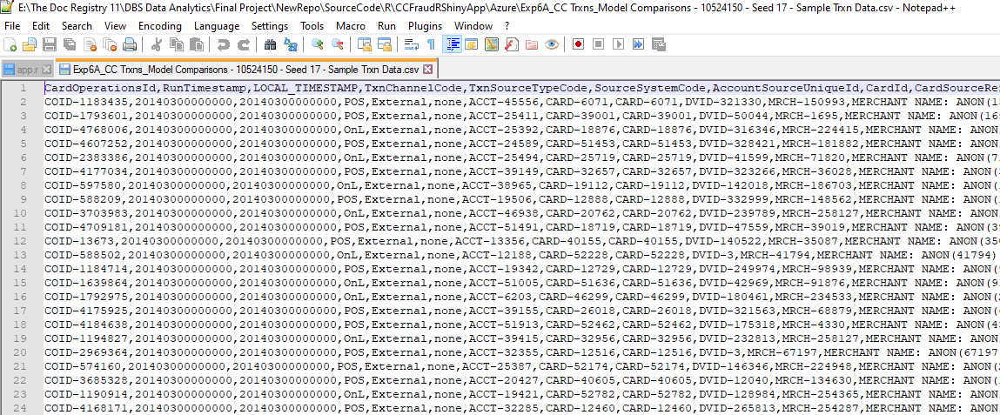 E:\The Doc Registry 11\DBS Data Analytics\Final Project\NewRepo\SourceCode\R\CCFraudRShinyApp\Azure\Exp6A_CC Trxns_Model Comparisons - 10524150 - Seed 17 - Sample Trxn Data.csv - Notepad++
File Edit Search View Encoding Language Settings Tools Macro Run Plugins Window ?
app.r Exp6A_CC Trxns_Model Comparisons - 10524150 - Seed 17 - Sample Trxn Data.csv
1 CardOperationsId,RunTimestamp,LOCAL_TIMESTAMP,TxnChannelCode,TxnSourceTypeCode,SourceSystemCode,AccountSourceUniqueId,CardId,CardSourceRe
2 COID-1183435,20140300000000,20140300000000,POS,External,none,ACCT-45556,CARD-6071,CARD-6071,DVID-321330,MRCH-150993,MERCHANT NAME: ANON(15
3 COID-1793601,20140300000000,20140300000000,POS,External,none,ACCT-25411,CARD-39001,CARD-39001,DVID-50044,MRCH-1695,MERCHANT NAME: ANON(169
4 COID-4768006,20140300000000,20140300000000,OnL,External,none,ACCT-25392,CARD-18876,CARD-18876,DVID-316346,MRCH-224415,MERCHANT NAME: ANON
5 COID-4607252,20140300000000,20140300000000,POS,External,none,ACCT-24589,CARD-51453,CARD-51453,DVID-328421,MRCH-181882,MERCHANT NAME: ANON
6 COID-2383386,20140300000000,20140300000000,OnL,External,none,ACCT-25494,CARD-25719,CARD-25719,DVID-41599,MRCH-71820,MERCHANT NAME: ANON(7
7 COID-4177034,20140300000000,20140300000000,POS,External,none,ACCT-39149,CARD-32657,CARD-32657,DVID-323266,MRCH-36028,MERCHANT NAME: ANON(
8 COID-597580,20140300000000,20140300000000,OnL,External,none,ACCT-38965,CARD-19112,CARD-19112,DVID-142018,MRCH-186703,MERCHANT NAME: ANON(
9 COID-588209,20140300000000,20140300000000,POS,External,none,ACCT-19506,CARD-12888,CARD-12888,DVID-332999,MRCH-148562,MERCHANT NAME: ANON(
10 COID-3703983,20140300000000,20140300000000,OnL,External,none,ACCT-46938,CARD-20762,CARD-20762,DVID-239789,MRCH-258127,MERCHANT NAME: ANON
11 COID-4709181,20140300000000,20140300000000,POS,External,none,ACCT-51491,CARD-18719,CARD-18719,DVID-47559,MRCH-39019,MERCHANT NAME: ANON(39
12 COID-13673,20140300000000,20140300000000,POS,External,none,ACCT-13356,CARD-40155,CARD-40155,DVID-140522,MRCH-35087,MERCHANT NAME: ANON(350
13 COID-588502,20140300000000,20140300000000,OnL,External,none,ACCT-12188,CARD-52228,CARD-52228,DVID-3,MRCH-41794,MERCHANT NAME: ANON(41794)
14 COID-1184714,20140300000000,20140300000000,POS,External,none,ACCT-19342,CARD-12729,CARD-12729,DVID-249974,MRCH-98939,MERCHANT NAME: ANON(
15 COID-1639864,20140300000000,20140300000000,OnL,External,none,ACCT-51005,CARD-51636,CARD-51636,DVID-42969,MRCH-91876,MERCHANT NAME: ANON(9
16 COID-1792975,20140300000000,20140300000000,OnL,External,none,ACCT-6203,CARD-46299,CARD-46299,DVID-180461,MRCH-234533,MERCHANT NAME: ANON(
17 COID-4175925,20140300000000,20140300000000,POS,External,none,ACCT-39155,CARD-26018,CARD-26018,DVID-321563,MRCH-68879,MERCHANT NAME: ANON(
18 COID-4184638,20140300000000,20140300000000,POS,External,none,ACCT-51913,CARD-52462,CARD-52462,DVID-175318,MRCH-4330,MERCHANT NAME: ANON(43
19 COID-1194827,20140300000000,20140300000000,OnL,External,none,ACCT-39415,CARD-32956,CARD-32956,DVID-232813,MRCH-258127,MERCHANT NAME: ANON
20 COID-2969364,20140300000000,20140300000000,POS,External,none,ACCT-32355,CARD-12516,CARD-12516,DVID-3,MRCH-67197,MERCHANT NAME: ANON(67197
21 COID-574160,20140300000000,20140300000000,POS,External,none,ACCT-25387,CARD-52174,CARD-52174,DVID-146346,MRCH-224948,MERCHANT NAME: ANON(
22 COID-3685328,20140300000000,20140300000000,POS,External,none,ACCT-20427,CARD-40605,CARD-40605,DVID-12040,MRCH-134630,MERCHANT NAME: ANON(
23 COID-1190914,20140300000000,20140300000000,OnL,External,none,ACCT-19421,CARD-52782,CARD-52782,DVID-128984,MRCH-254365,MERCHANT NAME: ANON
24 COID-4168171,20140300000000,20140300000000,POS,External,none,ACCT-32285,CARD-12460,CARD-12460,DVID-265813,MRCH-254287,MERCHANT NAME: ANON